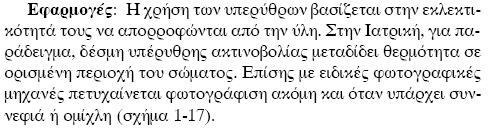 Εφαρμογές: Η χρήση των υπερύθρων βασίζεται στην εκλεκτι-
κότητά τους να απορροφώνται από την ύλη. Στην Ιατρική, για πα-
ράδειγμα, δέσμη υπέρυθρης ακτινοβολίας μεταδίδει θερμότητα σε
ορισμένη περιοχή του σώματος. Επίσης με ειδικές φωτογραφικές
μηχανές πετυχαίνεται φωτογράφιση ακόμη και όταν υπάρχει συν-
νεφιά ή ομίχλη (σχήμα 1-17).